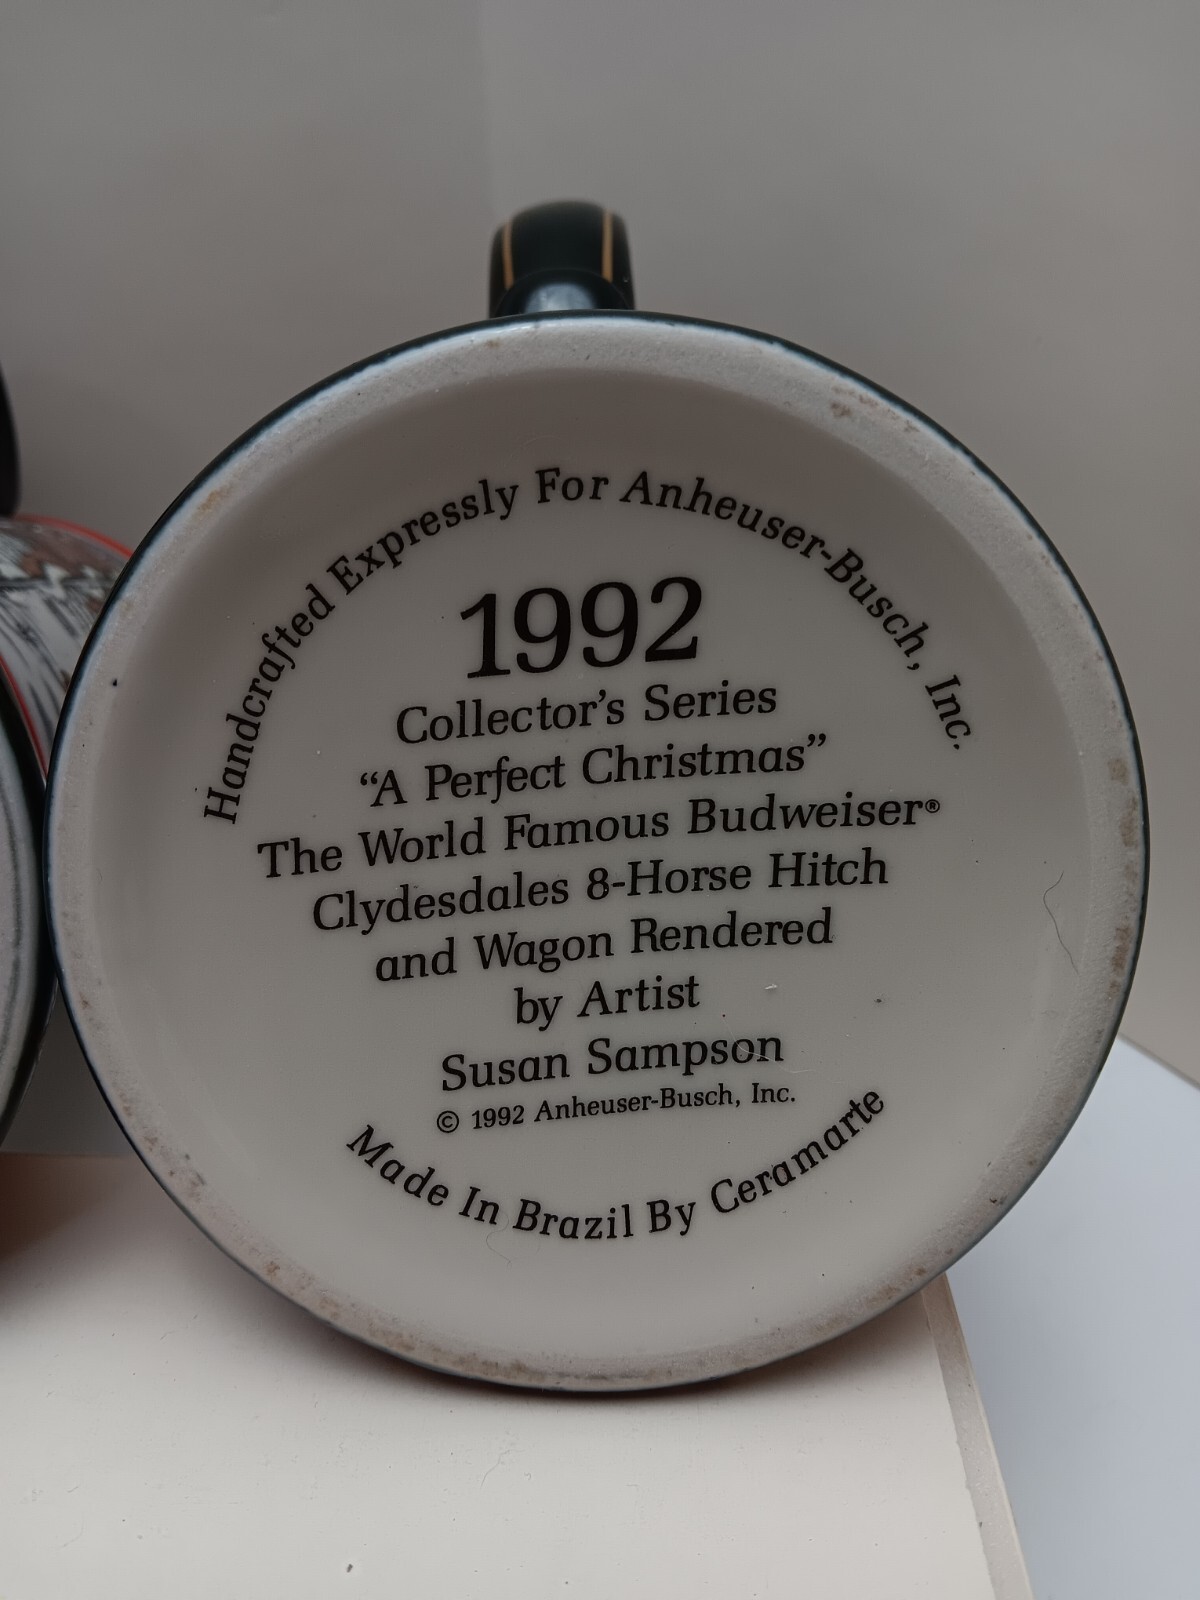 Handcrafted Expressly For Anheuser-Busch, Inc.
1992
Collector's Series
“A Perfect Christmas”
The World Famous Budweiser®
Clydesdales 8-Horse Hitch
and Wagon Rendered
by Artist
Susan Sampson
© 1992 Anheuser-Busch, Inc.
Made In Brazil By Ceramarte